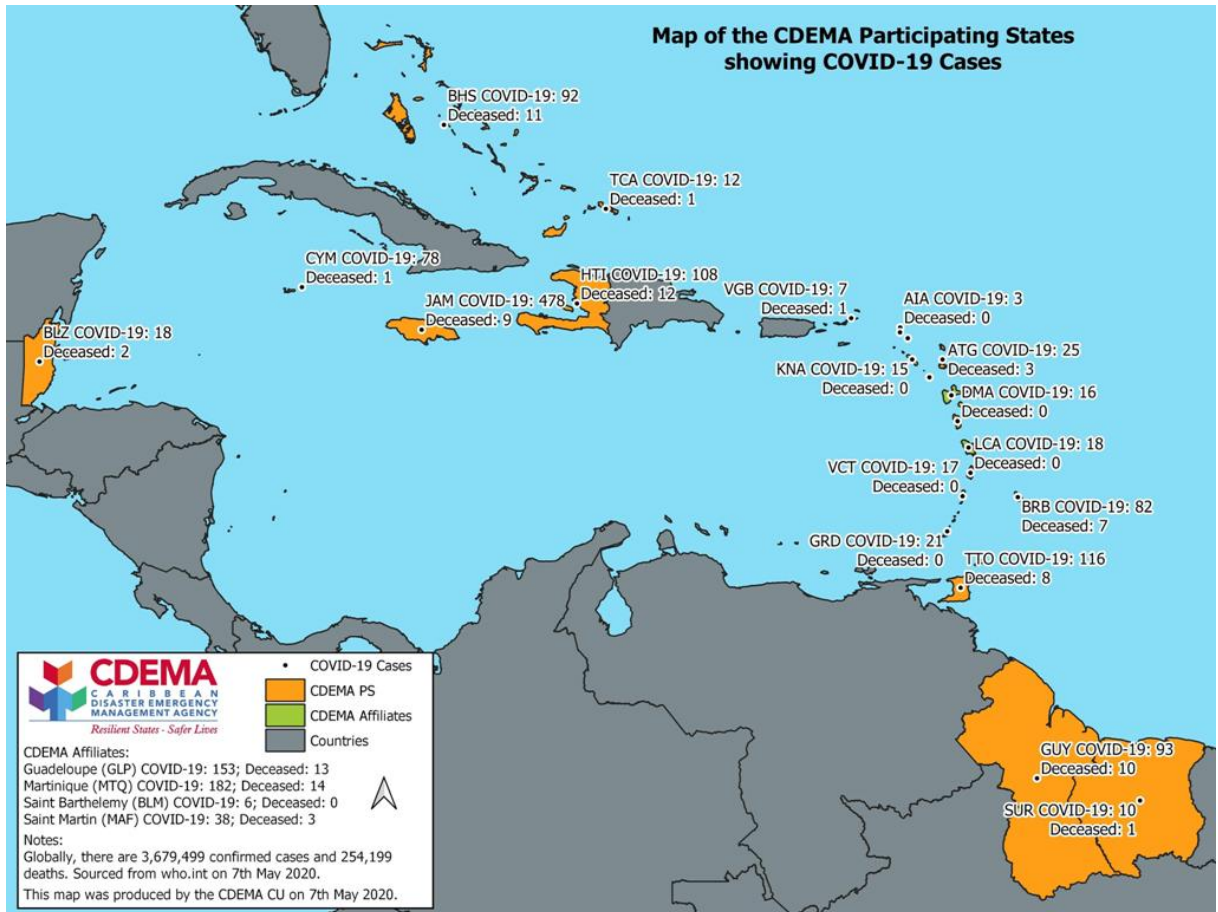 Map of the CDEMA Participating States
showing COVID-19 Cases
BHS COVID-19: 92
Deceased: 11
TCA COVID-19: 12
Deceased: 1
CYM COVID-19: 78
Deceased: 1
HTI COVID-19: 108
Deceased: 12
JAM COVID-19: 478
Deceased: 9
VGB COVID-19: 7
Deceased: 1
AIA COVID-19: 3
Deceased: 0
BLZ COVID-19: 18
Deceased: 2
ATG COVID-19: 25
Deceased: 3
KNA COVID-19: 15
Deceased: 0
DMA COVID-19: 16
Deceased: 0
LCA COVID-19: 18
Deceased: 0
VCT COVID-19: 17
Deceased: 0
BRB COVID-19: 82
Deceased: 7
GRD COVID-19: 21
Deceased: 0
TTO COVID-19: 116
Deceased: 8
GUY COVID-19: 93
Deceased: 10
SUR COVID-19: 10
Deceased: 1
CDEMA
CARIBBEAN
DISASTER EMERGENCY
MANAGEMENT AGENCY
Resilient States - Safer Lives
COVID-19 Cases
CDEMA PS
CDEMA Affiliates
Countries
CDEMA Affiliates:
Guadeloupe (GLP) COVID-19: 153; Deceased: 13
Martinique (MTQ) COVID-19: 182; Deceased: 14
Saint Barthelemy (BLM) COVID-19: 6; Deceased: 0
Saint Martin (MAF) COVID-19: 38; Deceased: 3
Notes:
Globally, there are 3,679,499 confirmed cases and 254,199
deaths. Sourced from who.int on 7th May 2020.
This map was produced by the CDEMA CU on 7th May 2020.